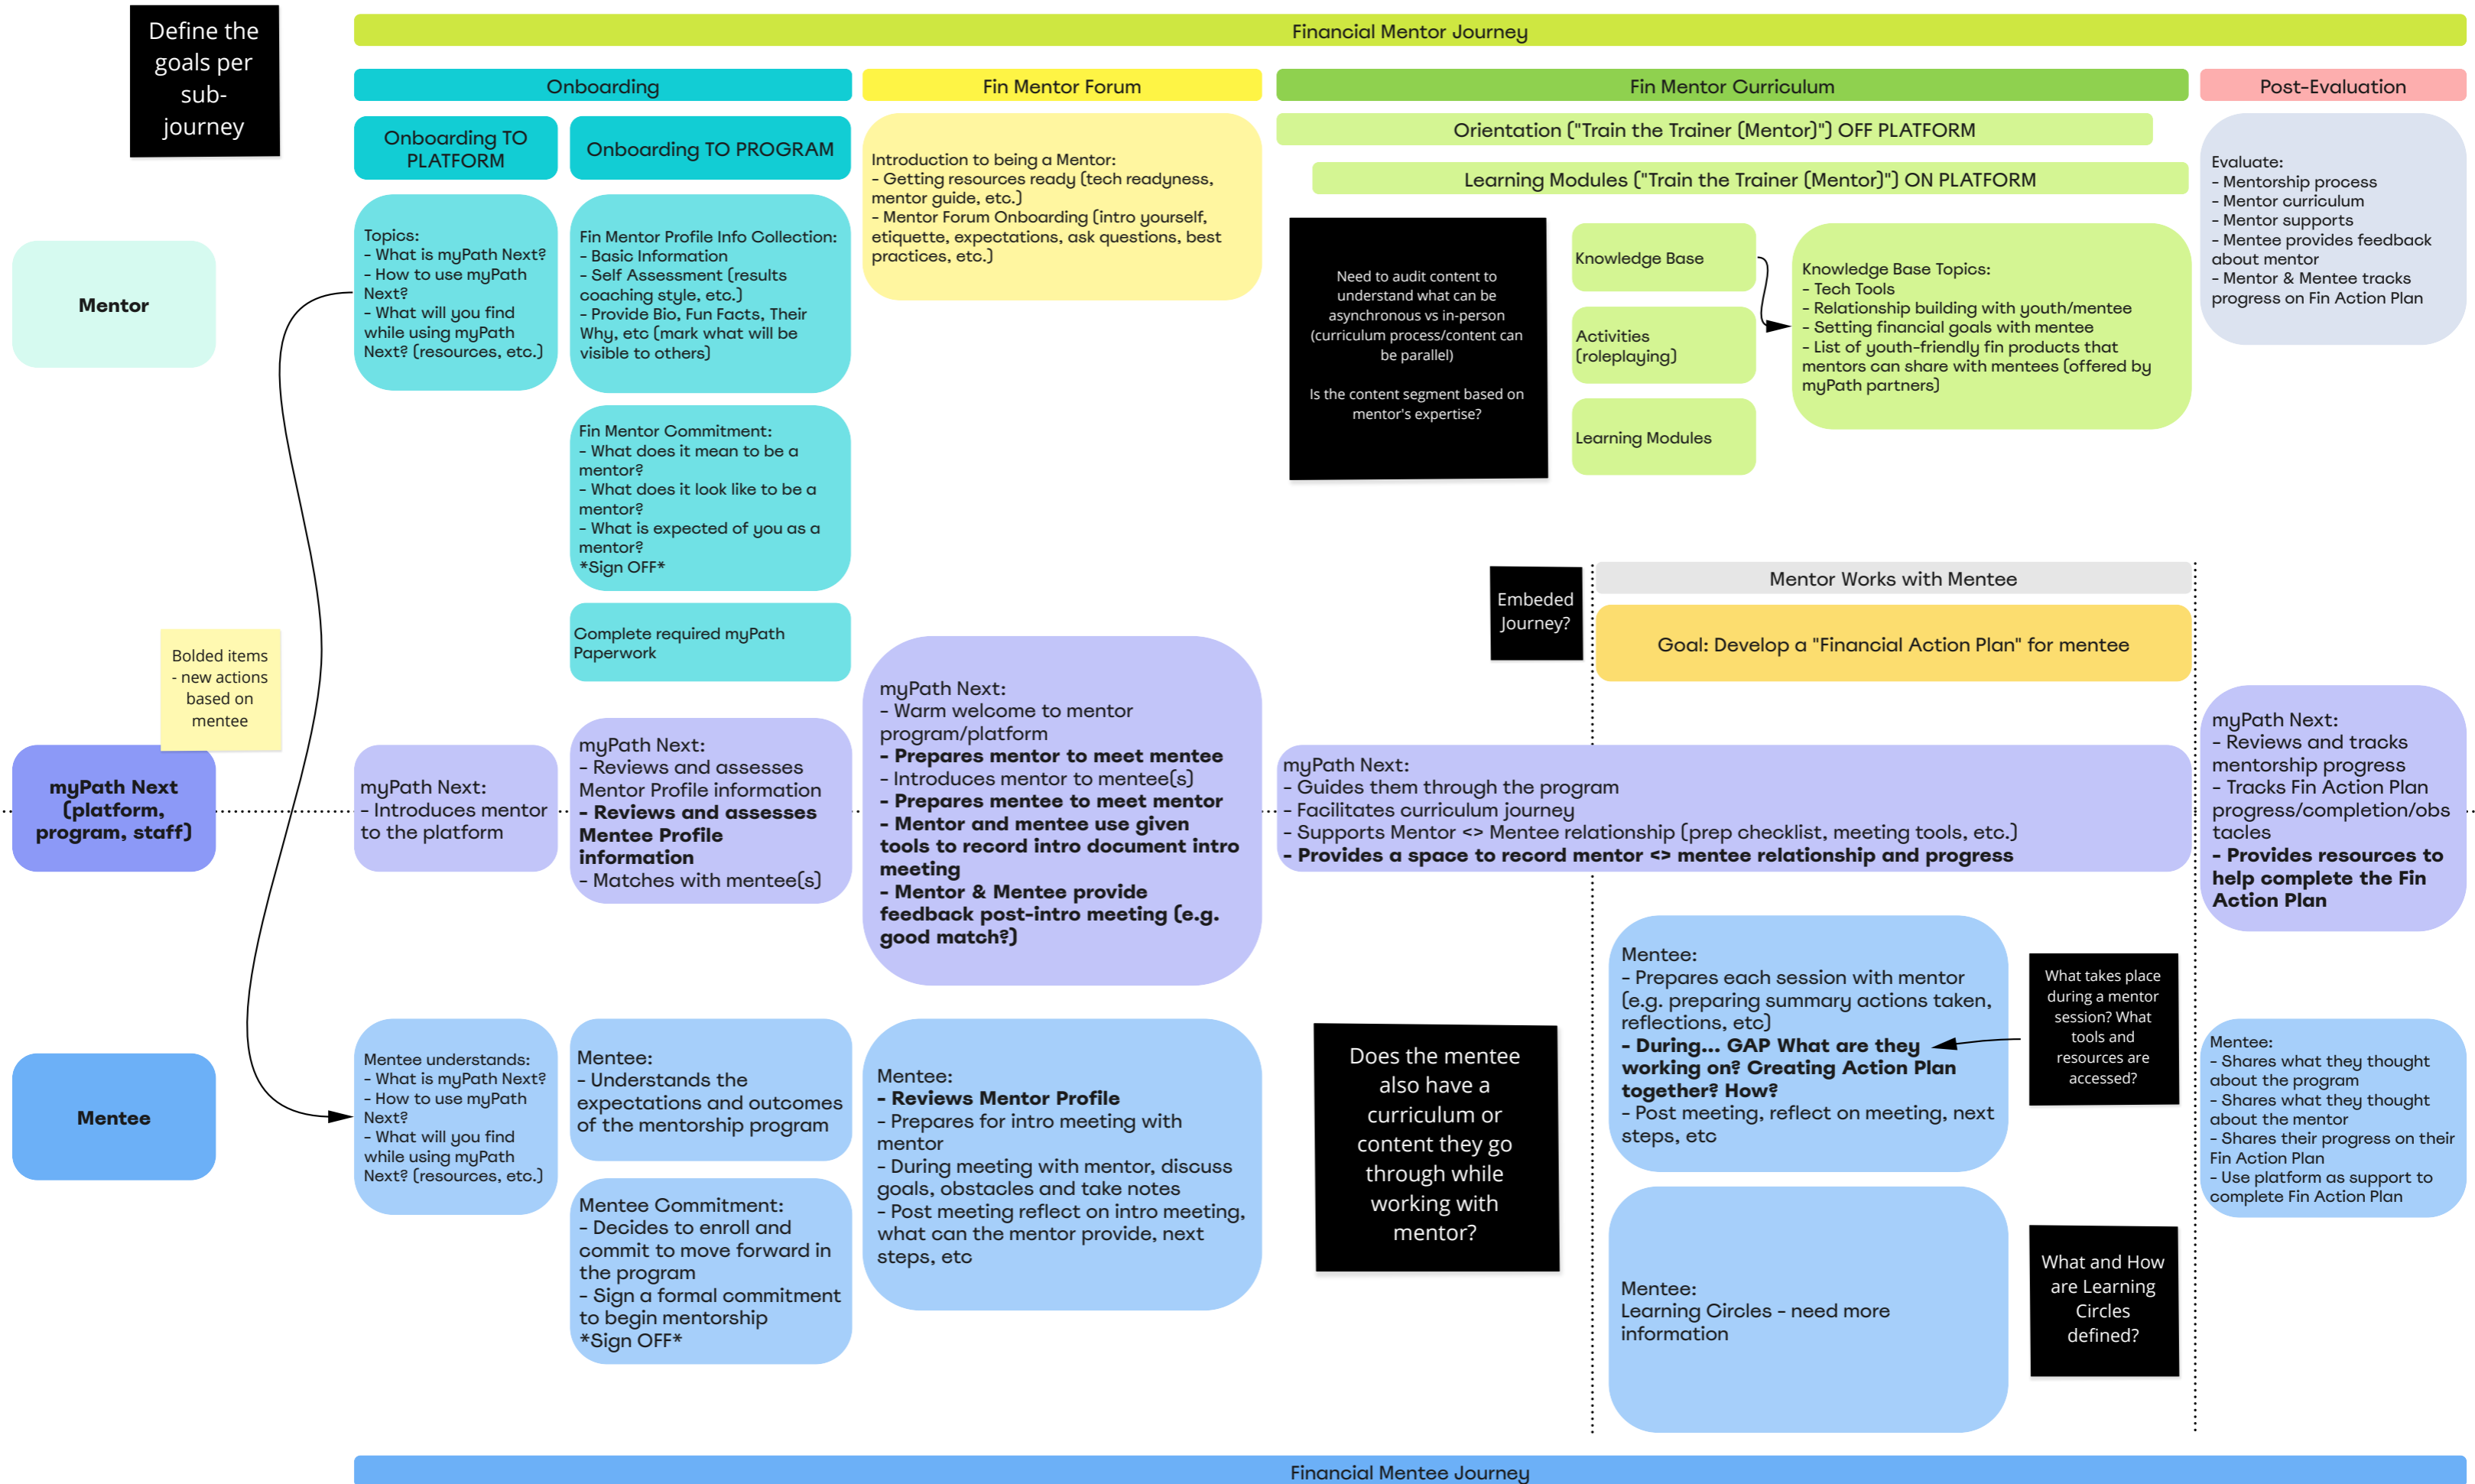 Define the
goals per
sub-
journey
Financial Mentor Journey
Onboarding
Fin Mentor Forum
Fin Mentor Curriculum
Post-Evaluation
Onboarding TO
PLATFORM
Onboarding TO PROGRAM
Orientation ("Train the Trainer (Mentor)") OFF PLATFORM
Learning Modules ("Train the Trainer (Mentor)") ON PLATFORM
Mentor
Topics:
- What is myPath Next?
- How to use myPath
Next?
- What will you find
while using myPath
Next? (resources, etc.)
Fin Mentor Profile Info Collection:
- Basic Information
- Self Assessment (results
coaching style, etc.)
- Provide Bio, Fun Facts, Their
Why, etc (mark what will be
visible to others)
Fin Mentor Commitment:
- What does it mean to be a
mentor?
- What does it look like to be a
mentor?
- What is expected of you as a
mentor?
*Sign OFF*
Complete required myPath
Paperwork
Introduction to being a Mentor:
- Getting resources ready (tech readyness,
mentor guide, etc.)
- Mentor Forum Onboarding (intro yourself,
etiquette, expectations, ask questions, best
practices, etc.)
Need to audit content to
understand what can be
asynchronous vs in-person
(curriculum process/content can
be parallel)
Is the content segment based on
mentor's expertise?
Knowledge Base
Activities
(roleplaying)
Learning Modules
Knowledge Base Topics:
- Tech Tools
- Relationship building with youth/mentee
- Setting financial goals with mentee
- List of youth-friendly fin products that
mentors can share with mentees (offered by
myPath partners)
Evaluate:
- Mentorship process
- Mentor curriculum
- Mentor supports
- Mentee provides feedback
about mentor
- Mentor & Mentee tracks
progress on Fin Action Plan
Embeded
Journey?
Mentor Works with Mentee
Goal: Develop a "Financial Action Plan" for mentee
Bolded items
- new actions
based on
mentee
myPath Next
(platform,
program, staff)
myPath Next:
- Introduces mentor
to the platform
myPath Next:
- Reviews and assesses
Mentor Profile information
- Reviews and assesses
Mentee Profile
information
- Matches with mentee(s)
myPath Next:
- Warm welcome to mentor
program/platform
- Prepares mentor to meet mentee
- Introduces mentor to mentee(s)
- Prepares mentee to meet mentor
- Mentor and mentee use given
tools to record intro document intro
meeting
- Mentor & Mentee provide
feedback post-intro meeting (e.g.
good match?)
myPath Next:
- Guides them through the program
- Facilitates curriculum journey
- Supports Mentor <> Mentee relationship (prep checklist, meeting tools, etc.)
- Provides a space to record mentor <> mentee relationship and progress
myPath Next:
- Reviews and tracks
mentorship progress
- Tracks Fin Action Plan
progress/completion/obs
tacles
- Provides resources to
help complete the Fin
Action Plan
Mentee
Mentee understands:
- What is myPath Next?
- How to use myPath
Next?
- What will you find
while using myPath
Next? (resources, etc.)
Mentee:
- Understands the
expectations and outcomes
of the mentorship program
Mentee Commitment:
- Decides to enroll and
commit to move forward in
the program
- Sign a formal commitment
to begin mentorship
*Sign OFF*
Mentee:
- Reviews Mentor Profile
- Prepares for intro meeting with
mentor
- During meeting with mentor, discuss
goals, obstacles and take notes
- Post meeting reflect on intro meeting,
what can the mentor provide, next
steps, etc
Does the mentee
also have a
curriculum or
content they go
through while
working with
mentor?
Mentee:
- Prepares each session with mentor
(e.g. preparing summary actions taken,
reflections, etc)
- During... GAP What are they
working on? Creating Action Plan
together? How?
- Post meeting, reflect on meeting, next
steps, etc
What takes place
during a mentor
session? What
tools and
resources are
accessed?
Mentee:
Learning Circles - need more
information
What and How
are Learning
Circles
defined?
Mentee:
- Shares what they thought
about the program
- Shares what they thought
about the mentor
- Shares their progress on their
Fin Action Plan
- Use platform as support to
complete Fin Action Plan
Financial Mentee Journey